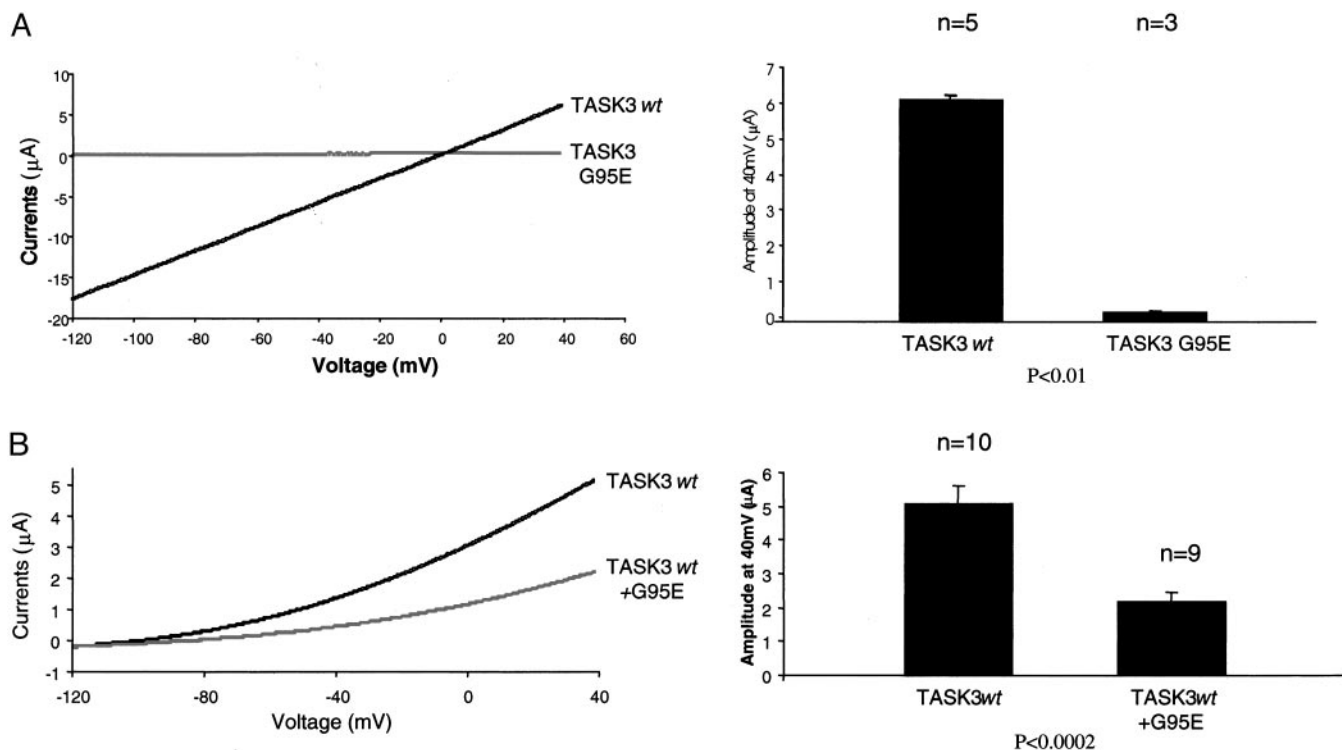 A
10
5
0
-5
-10
-15
-20
Currents (μA)
-120
-100
-80
-60
-40
-20
0
20
40
60
Voltage (mV)
TASK3 wt
TASK3
G95E
n=5
n=3
7
6
5
4
3
2
1
0
Amplitude at 40mV (μA)
TASK3 wt
TASK3 G95E
P<0.01
B
5
4
3
2
1
0
-1
Currents (μA)
-120
-80
-40
0
40
Voltage (mV)
TASK3 wt
TASK3 wt
+G95E
n=10
n=9
6
5
4
3
2
1
0
Amplitude at 40mV (μA)
TASK3wt
TASK3wt
+G95E
P<0.0002